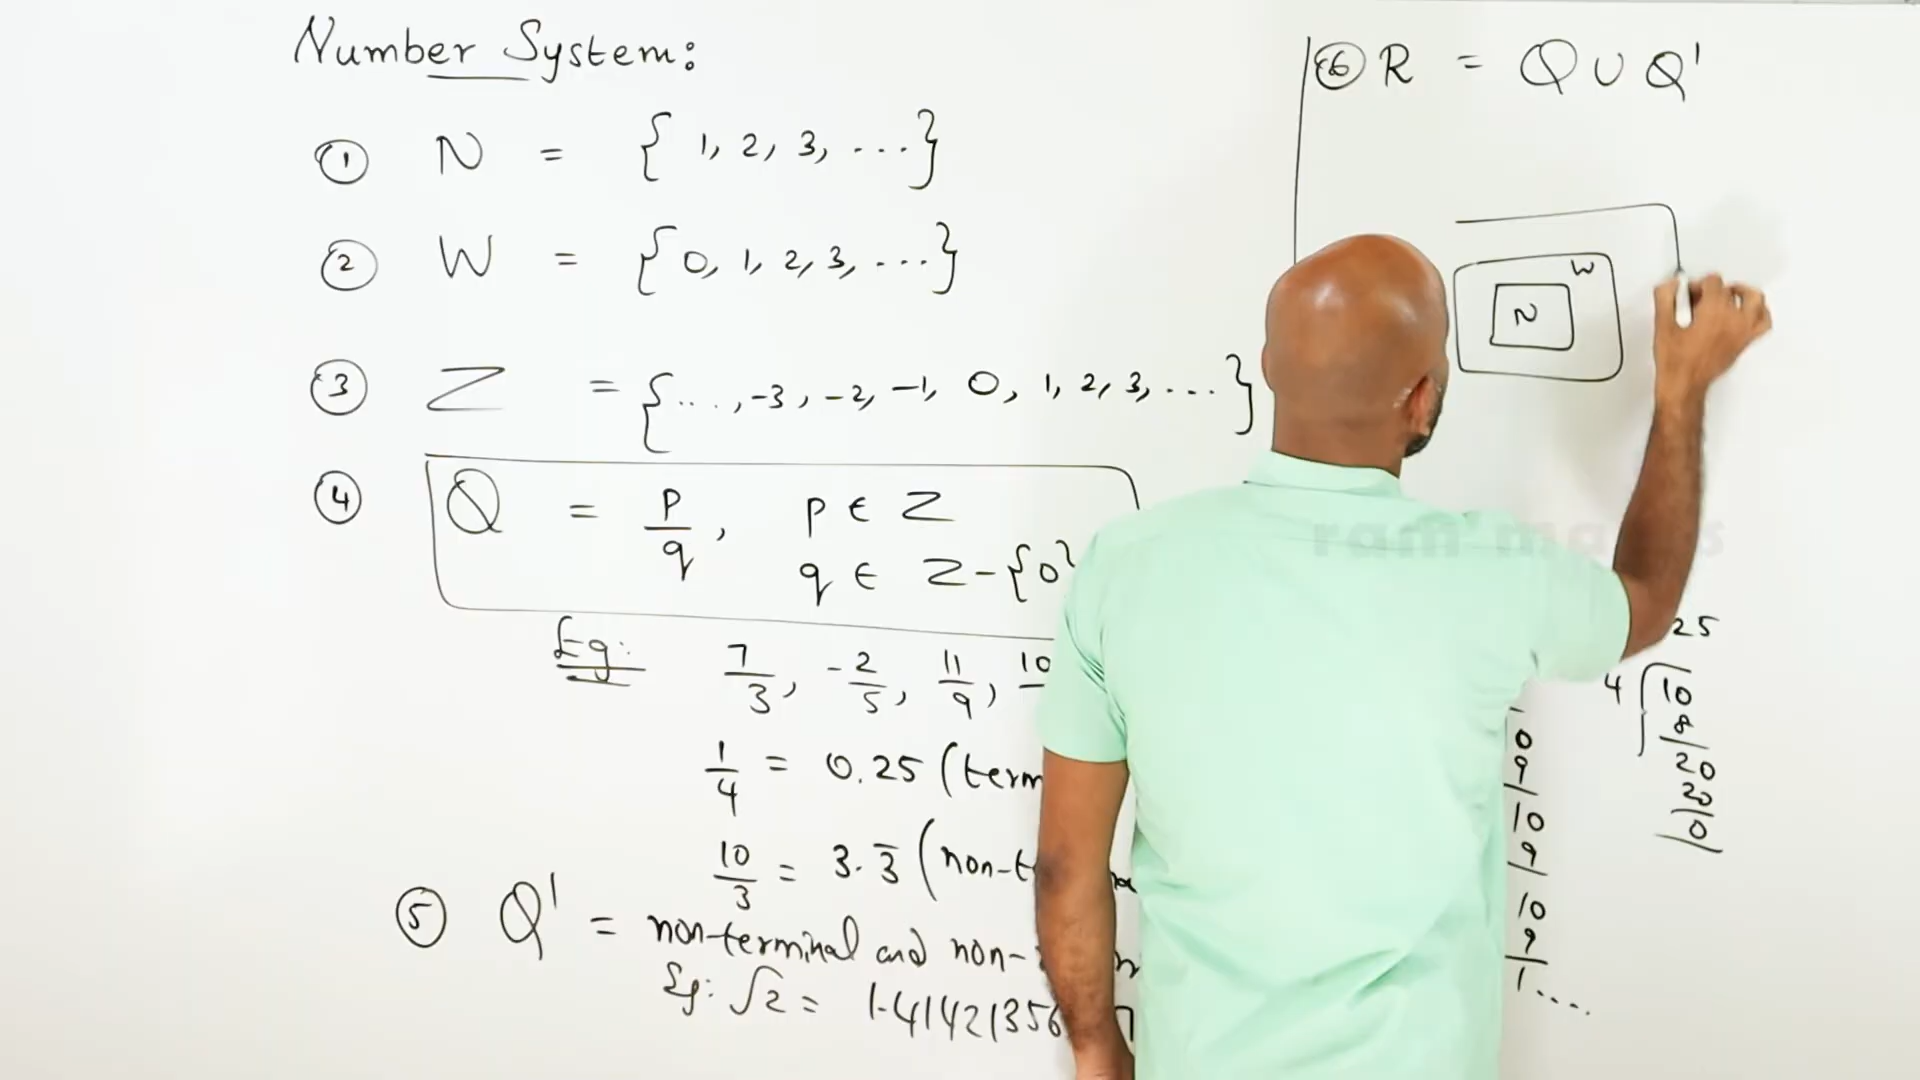 Number System:
① N = { 1, 2, 3, ...}
② W = {0, 1, 2, 3, ...}
③ Z = {..., -3, -2, -1, 0, 1, 2, 3, ...}
④ Q = p/q, p ∈ Z
q ∈ Z-{0}
Eg: 7/3, -2/5, 11/9, 10
1/4 = 0.25 (
10/3 = 3.3̅ (
⑤ Q' = non-terminal and non-
Eg: √2 = 1.41421356
⑥ R = Q ∪ Q'
W
N
ram
25
4 10
8
20
20
0
0
9
10
9
10
9
1....